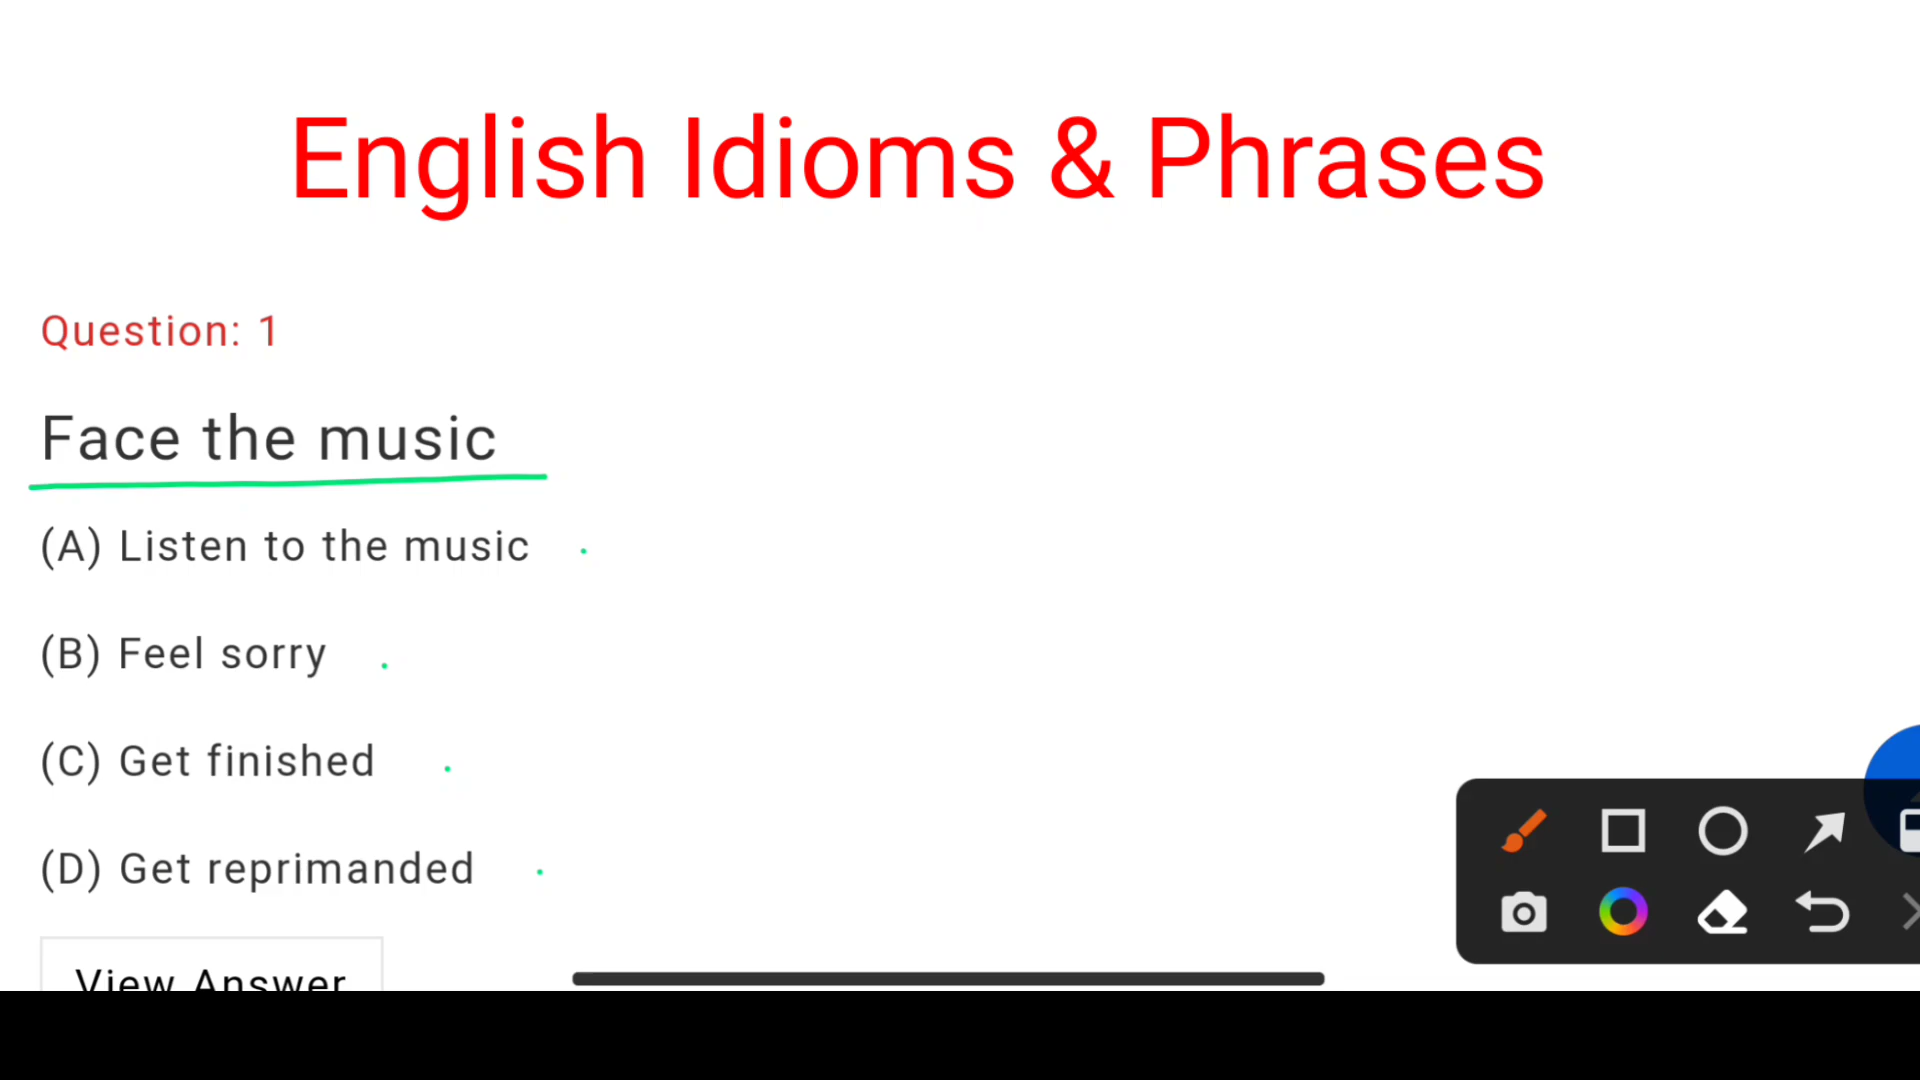 English Idioms & Phrases
Question: 1
Face the music
(A) Listen to the music
(B) Feel sorry
(C) Get finished
(D) Get reprimanded
View Answer